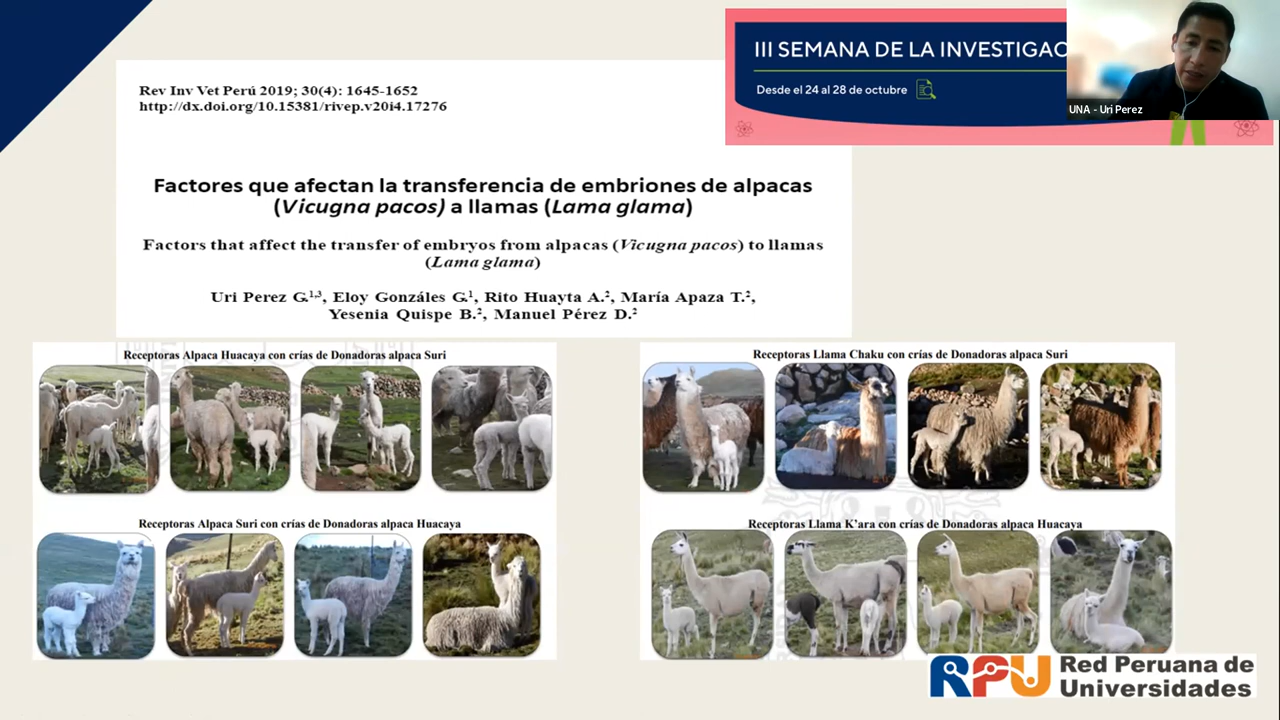 Rev Inv Vet Perú 2019; 30(4): 1645-1652
http://dx.doi.org/10.15381/rivep.v20i4.17276
III SEMANA DE LA INVESTIGAC
Desde el 24 al 28 de octubre
UNA - Uri Perez
Factores que afectan la transferencia de embriones de alpacas
(Vicugna pacos) a llamas (Lama glama)
Factors that affect the transfer of embryos from alpacas (Vicugna pacos) to llamas
(Lama glama)
Uri Perez G.1,3, Eloy Gonzáles G.1, Rito Huayta A.2, María Apaza T.2,
Yesenia Quispe B.2, Manuel Pérez D.2
Receptoras Alpaca Huacaya con crías de Donadoras alpaca Suri
Receptoras Llama Chaku con crías de Donadoras alpaca Suri
Receptoras Alpaca Suri con crías de Donadoras alpaca Huacaya
Receptoras Llama K'ara con crías de Donadoras alpaca Huacaya
RPU Red Peruana de
Universidades